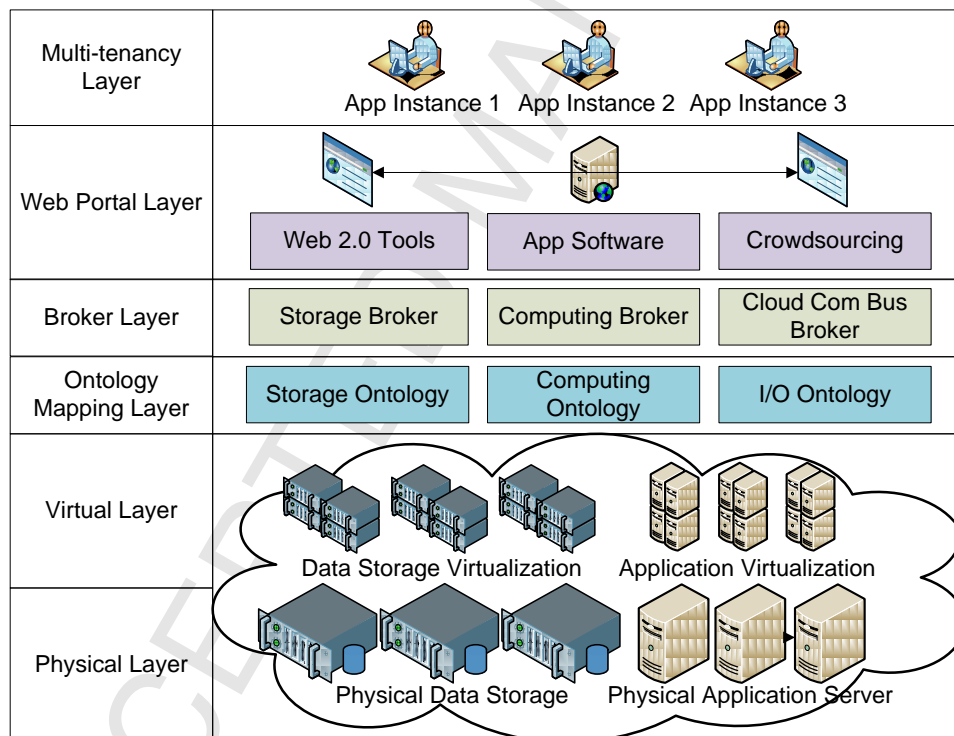 Multi-tenancy
Layer
App Instance 1 App Instance 2 App Instance 3
Web Portal Layer
Web 2.0 Tools App Software Crowdsourcing
Broker Layer
Storage Broker Computing Broker Cloud Com Bus
Broker
Ontology
Mapping Layer
Storage Ontology Computing
Ontology I/O Ontology
Virtual Layer
Data Storage Virtualization Application Virtualization
Physical Layer
Physical Data Storage Physical Application Server